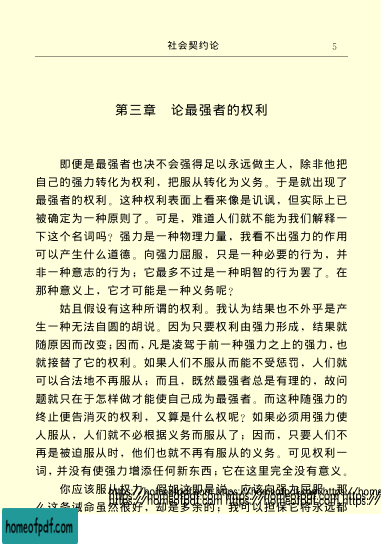 社会契约论 5
第三章 论最强者的权利
即便是最强者也决不会强得足以永远做主人，除非他把
自己的强力转化为权利，把服从转化为义务。于是就出现了
最强者的权利。这种权利表面上看来像是讥讽，但实际上已
被确定为一种原则了。可是，难道人们就不能为我们解释一
下这个名词吗？强力是一种物理力量，我看不出强力的作用
可以产生什么道德。向强力屈服，只是一种必要的行为，并
非一种意志的行为；它最多不过是一种明智的行为罢了。在
那种意义上，它才可能是一种义务呢？
姑且假设有这种所谓的权利。我认为结果也不外乎是产
生一种无法自圆的胡说。因为只要权利由强力形成，结果就
随原因而改变；因而，凡是凌驾于前一种强力之上的强力，也
就接替了它的权利。如果人们不服从而能不受惩罚，人们就
可以合法地不再服从；而且，既然最强者总是有理的，故问
题就只在于怎样做才能使自己成为最强者。而这种随强力的
终止便告消灭的权利，又算是什么权呢？如果必须用强力使
人服从，人们就不必根据义务而服从了；因而，只要人们不
再是被迫服从时，他们也就不再有服从的义务。可见权利一
词，并没有使强力增添任何新东西；它在这里完全没有意义。
你应该服从权力。假如这即是说，应该向强力屈服，那
么这条诫命虽然很好，却是多余的；我可以担保它将永远都
https://homeofpdf.com https://homeofpdf.com https://hom
https://homeofpdf.com https://homeofpdf.com https://homeo
homeofpdf.com